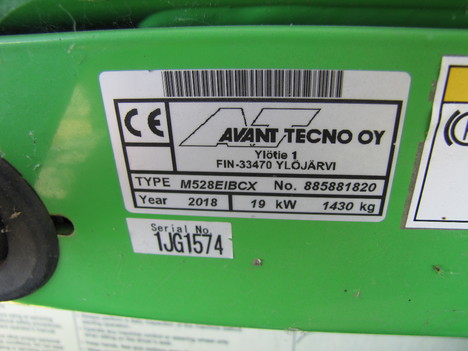 CE
AVANT TECNO OY
Ylötie 1
FIN-33470 YLÖJÄRVI
TYPE M528EIBCX No. 885881820
Year 2018 19 kW 1430 kg
Serial No.
1JG1574